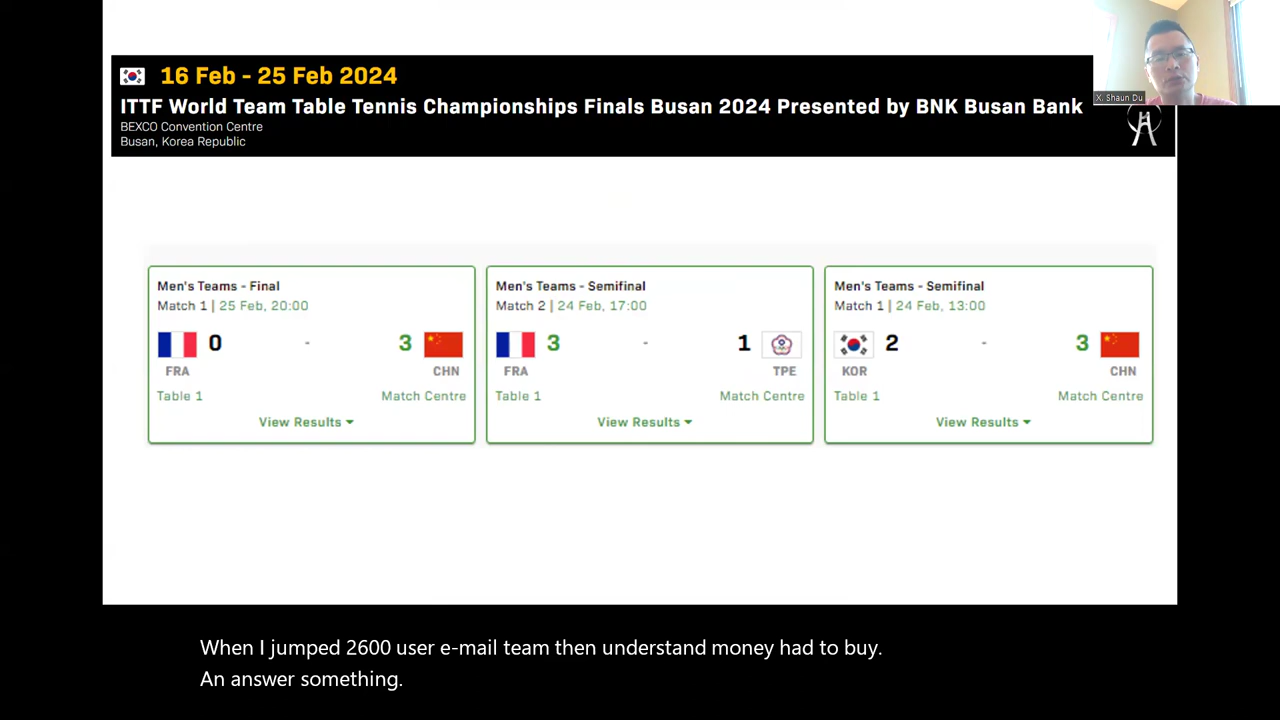 16 Feb - 25 Feb 2024
ITTF World Team Table Tennis Championships Finals Busan 2024 Presented by BNK Busan Bank
BEXCO Convention Centre
Busan, Korea Republic
X. Shaun Du
Men's Teams - Final
Match 1 | 25 Feb, 20:00
0 - 3
FRA CHN
Table 1 Match Centre
View Results
Men's Teams - Semifinal
Match 2 | 24 Feb, 17:00
3 - 1
FRA TPE
Table 1 Match Centre
View Results
Men's Teams - Semifinal
Match 1 | 24 Feb, 13:00
2 - 3
KOR CHN
Table 1 Match Centre
View Results
When I jumped 2600 user e-mail team then understand money had to buy.
An answer something.